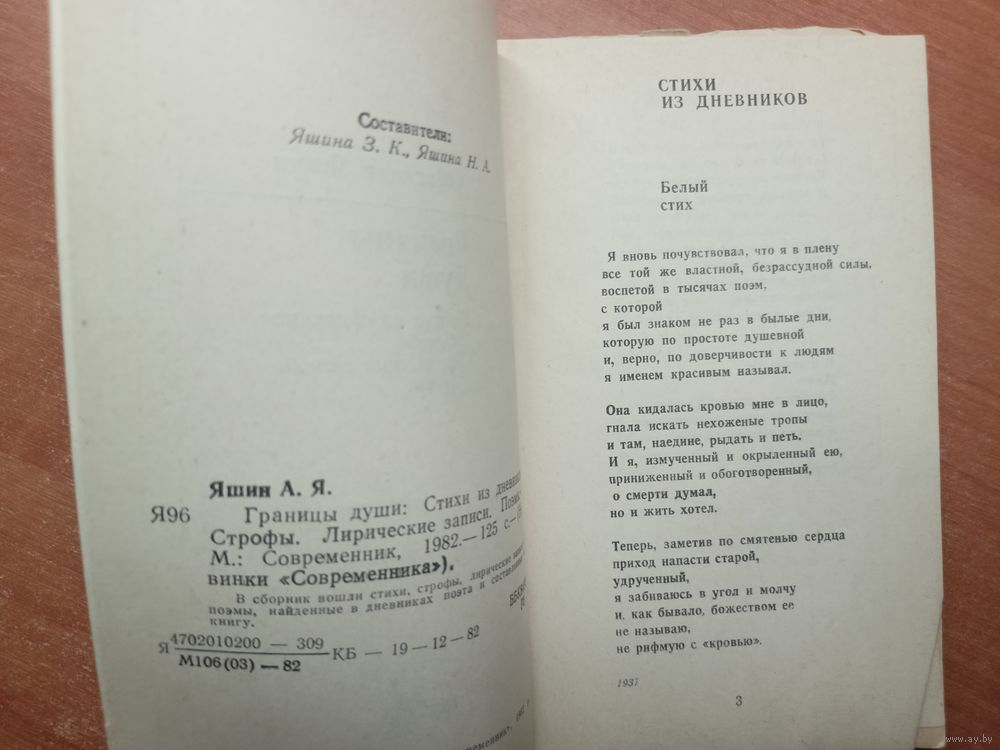 Составители:
Яшина З. К., Яшина Н. А.
Яшин А. Я.
Я96 Границы души: Стихи из
Строфы. Лирические записи.
М.: Современник, 1982.— 125 с.—
винки «Современника»).
В сборник вошли стихи, строфы, лирические
поэмы, найденные в дневниках поэта и
книгу.
Я 4702010200 — 309
М106(03) —82
КБ — 19—12—82
СТИХИ
ИЗ ДНЕВНИКОВ
Белый
стих
Я вновь почувствовал, что я в плену
все той же властной, безрассудной силы,
воспетой в тысячах поэм,
с которой
я был знаком не раз в былые дни,
которую по простоте душевной
и, верно, по доверчивости к людям
я именем красивым называл.
Она кидалась кровью мне в лицо,
гнала искать нехоженые тропы
и там, наедине, рыдать и петь.
И я, измученный и окрыленный ею,
приниженный и обоготворенный,
о смерти думал,
но и жить хотел.
Теперь, заметив по смятенью сердца
приход напасти старой,
удрученный,
я забиваюсь в угол и молчу
и, как бывало, божеством ее
не называю,
не рифмую с «кровью».
1937
3
www.ay.by